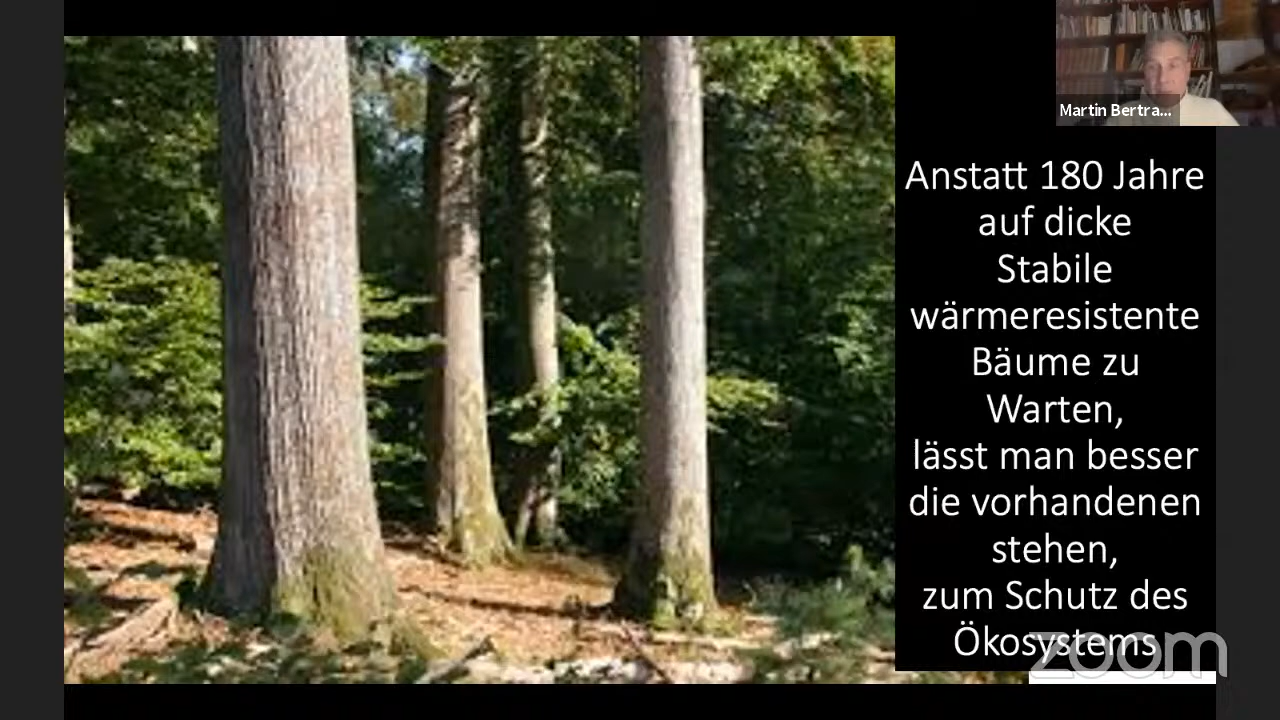 Martin Bertra...
Anstatt 180 Jahre
auf dicke
Stabile
wärmeresistente
Bäume zu
Warten,
lässt man besser
die vorhandenen
stehen,
zum Schutz des
Ökosystems
zoom